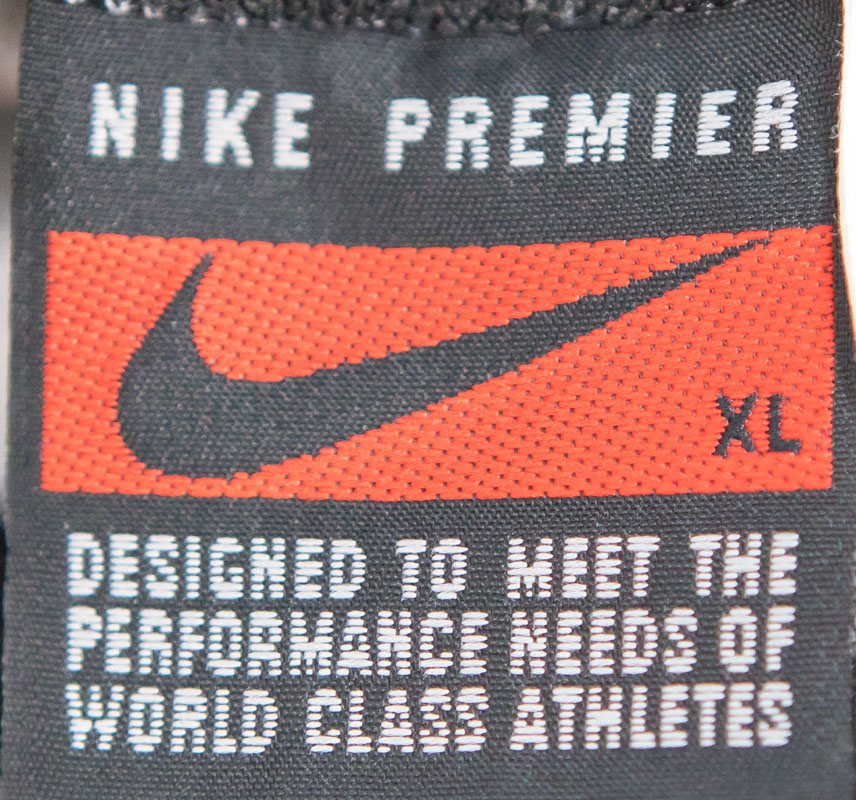 NIKE PREMIER
XL
DESIGNED TO MEET THE
PERFORMANCE NEEDS OF
WORLD CLASS ATHLETES